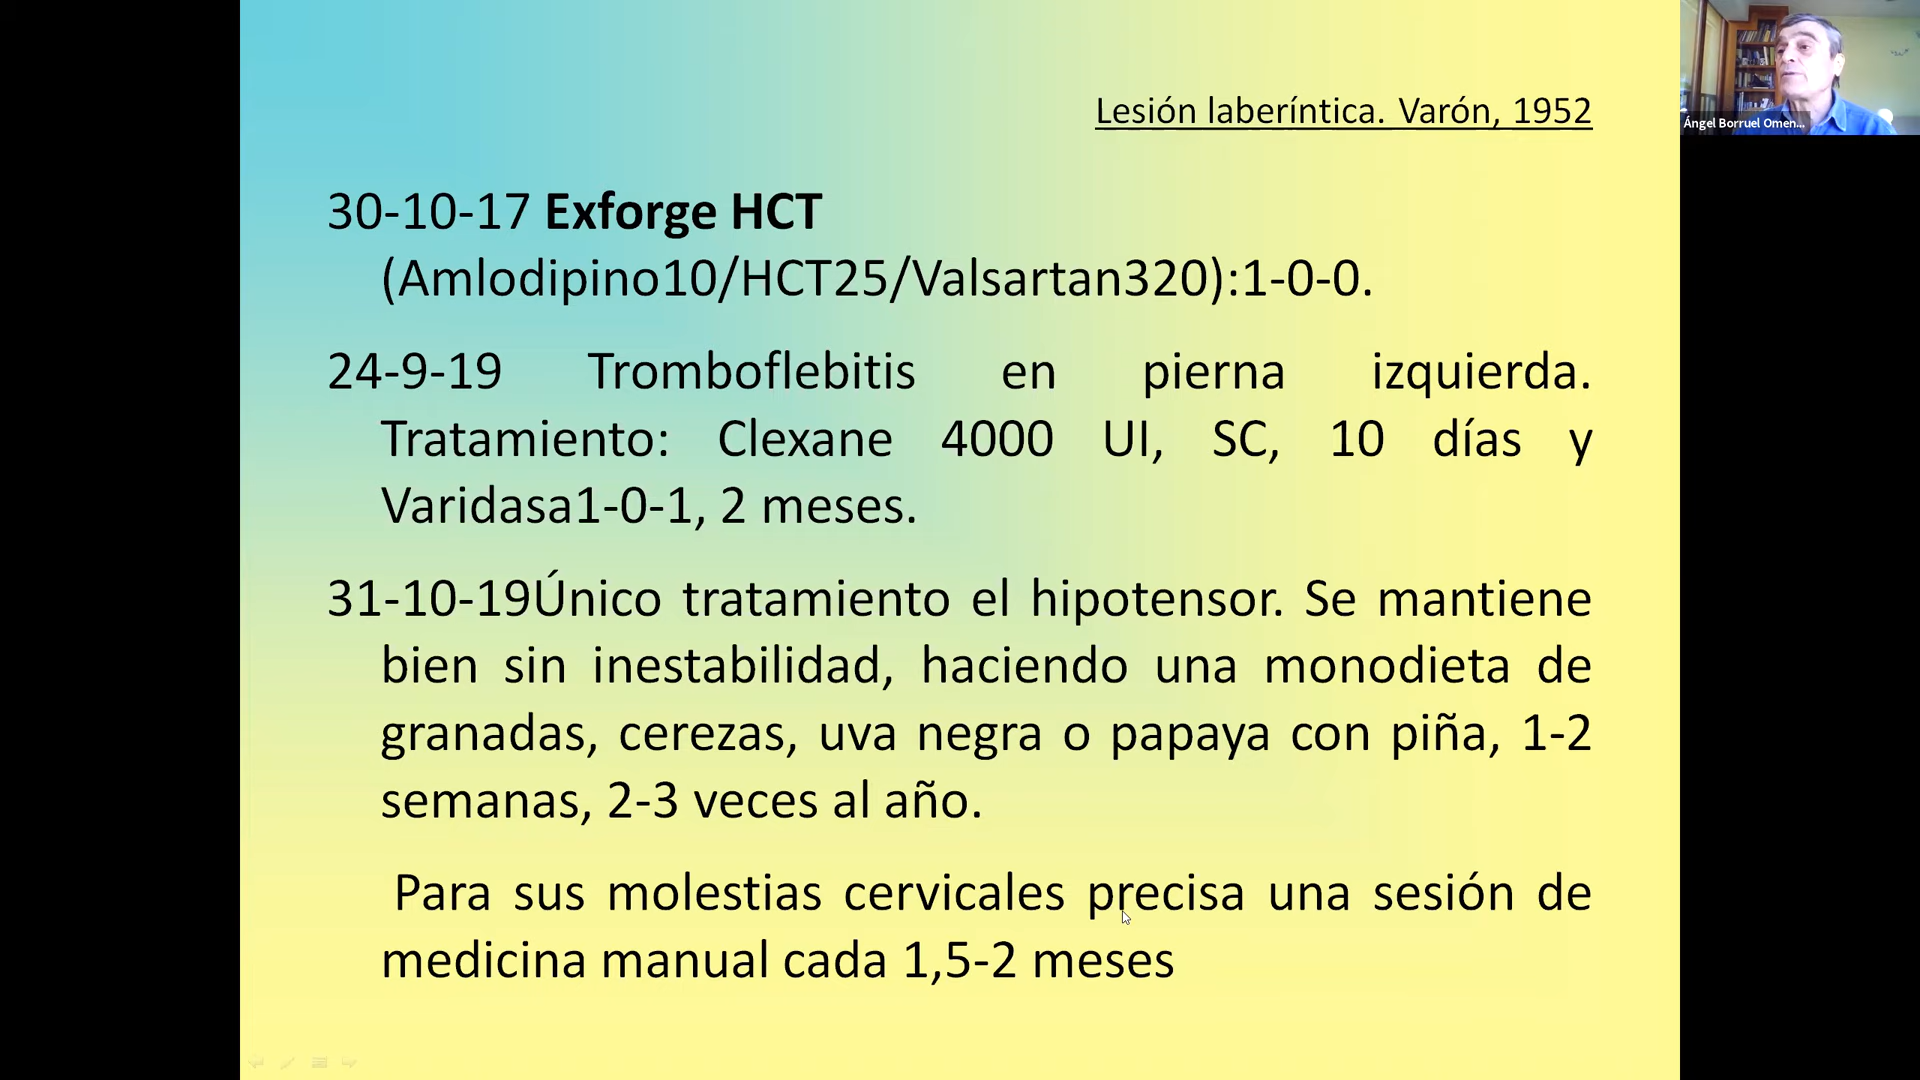 Lesión laberíntica. Varón, 1952
30-10-17 Exforge HCT
(Amlodipino10/HCT25/Valsartan320):1-0-0.
24-9-19 Tromboflebitis en pierna izquierda.
Tratamiento: Clexane 4000 UI, SC, 10 días y
Varidasa1-0-1, 2 meses.
31-10-19Único tratamiento el hipotensor. Se mantiene
bien sin inestabilidad, haciendo una monodieta de
granadas, cerezas, uva negra o papaya con piña, 1-2
semanas, 2-3 veces al año.
Para sus molestias cervicales precisa una sesión de
medicina manual cada 1,5-2 meses
Ángel Borruel Omen...